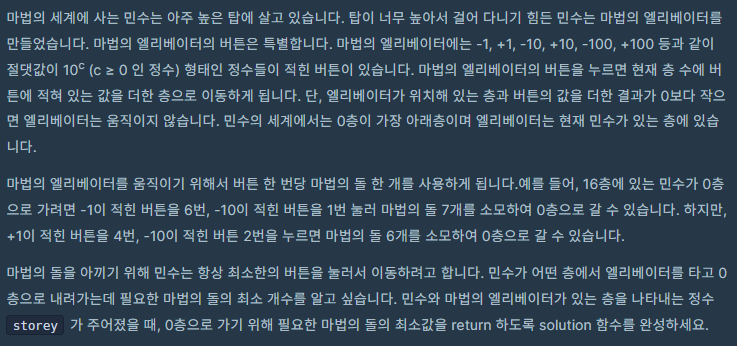 마법의 세계에 사는 민수는 아주 높은 탑에 살고 있습니다. 탑이 너무 높아서 걸어 다니기 힘든 민수는 마법의 엘리베이터를
만들었습니다. 마법의 엘리베이터의 버튼은 특별합니다. 마법의 엘리베이터에는 -1, +1, -10, +10, -100, +100 등과 같이
절댓값이 10ᶜ (c ≥ 0 인 정수) 형태인 정수들이 적힌 버튼이 있습니다. 마법의 엘리베이터의 버튼을 누르면 현재 층 수에 버
튼에 적혀 있는 값을 더한 층으로 이동하게 됩니다. 단, 엘리베이터가 위치해 있는 층과 버튼의 값을 더한 결과가 0보다 작으
면 엘리베이터는 움직이지 않습니다. 민수의 세계에서는 0층이 가장 아래층이며 엘리베이터는 현재 민수가 있는 층에 있습
니다.
마법의 엘리베이터를 움직이기 위해서 버튼 한 번당 마법의 돌 한 개를 사용하게 됩니다.예를 들어, 16층에 있는 민수가 0층
으로 가려면 -1이 적힌 버튼을 6번, -10이 적힌 버튼을 1번 눌러 마법의 돌 7개를 소모하여 0층으로 갈 수 있습니다. 하지만,
+1이 적힌 버튼을 4번, -10이 적힌 버튼 2번을 누르면 마법의 돌 6개를 소모하여 0층으로 갈 수 있습니다.
마법의 돌을 아끼기 위해 민수는 항상 최소한의 버튼을 눌러서 이동하려고 합니다. 민수가 어떤 층에서 엘리베이터를 타고 0
층으로 내려가는데 필요한 마법의 돌의 최소 개수를 알고 싶습니다. 민수와 마법의 엘리베이터가 있는 층을 나타내는 정수
storey 가 주어졌을 때, 0층으로 가기 위해 필요한 마법의 돌의 최소값을 return 하도록 solution 함수를 완성하세요.